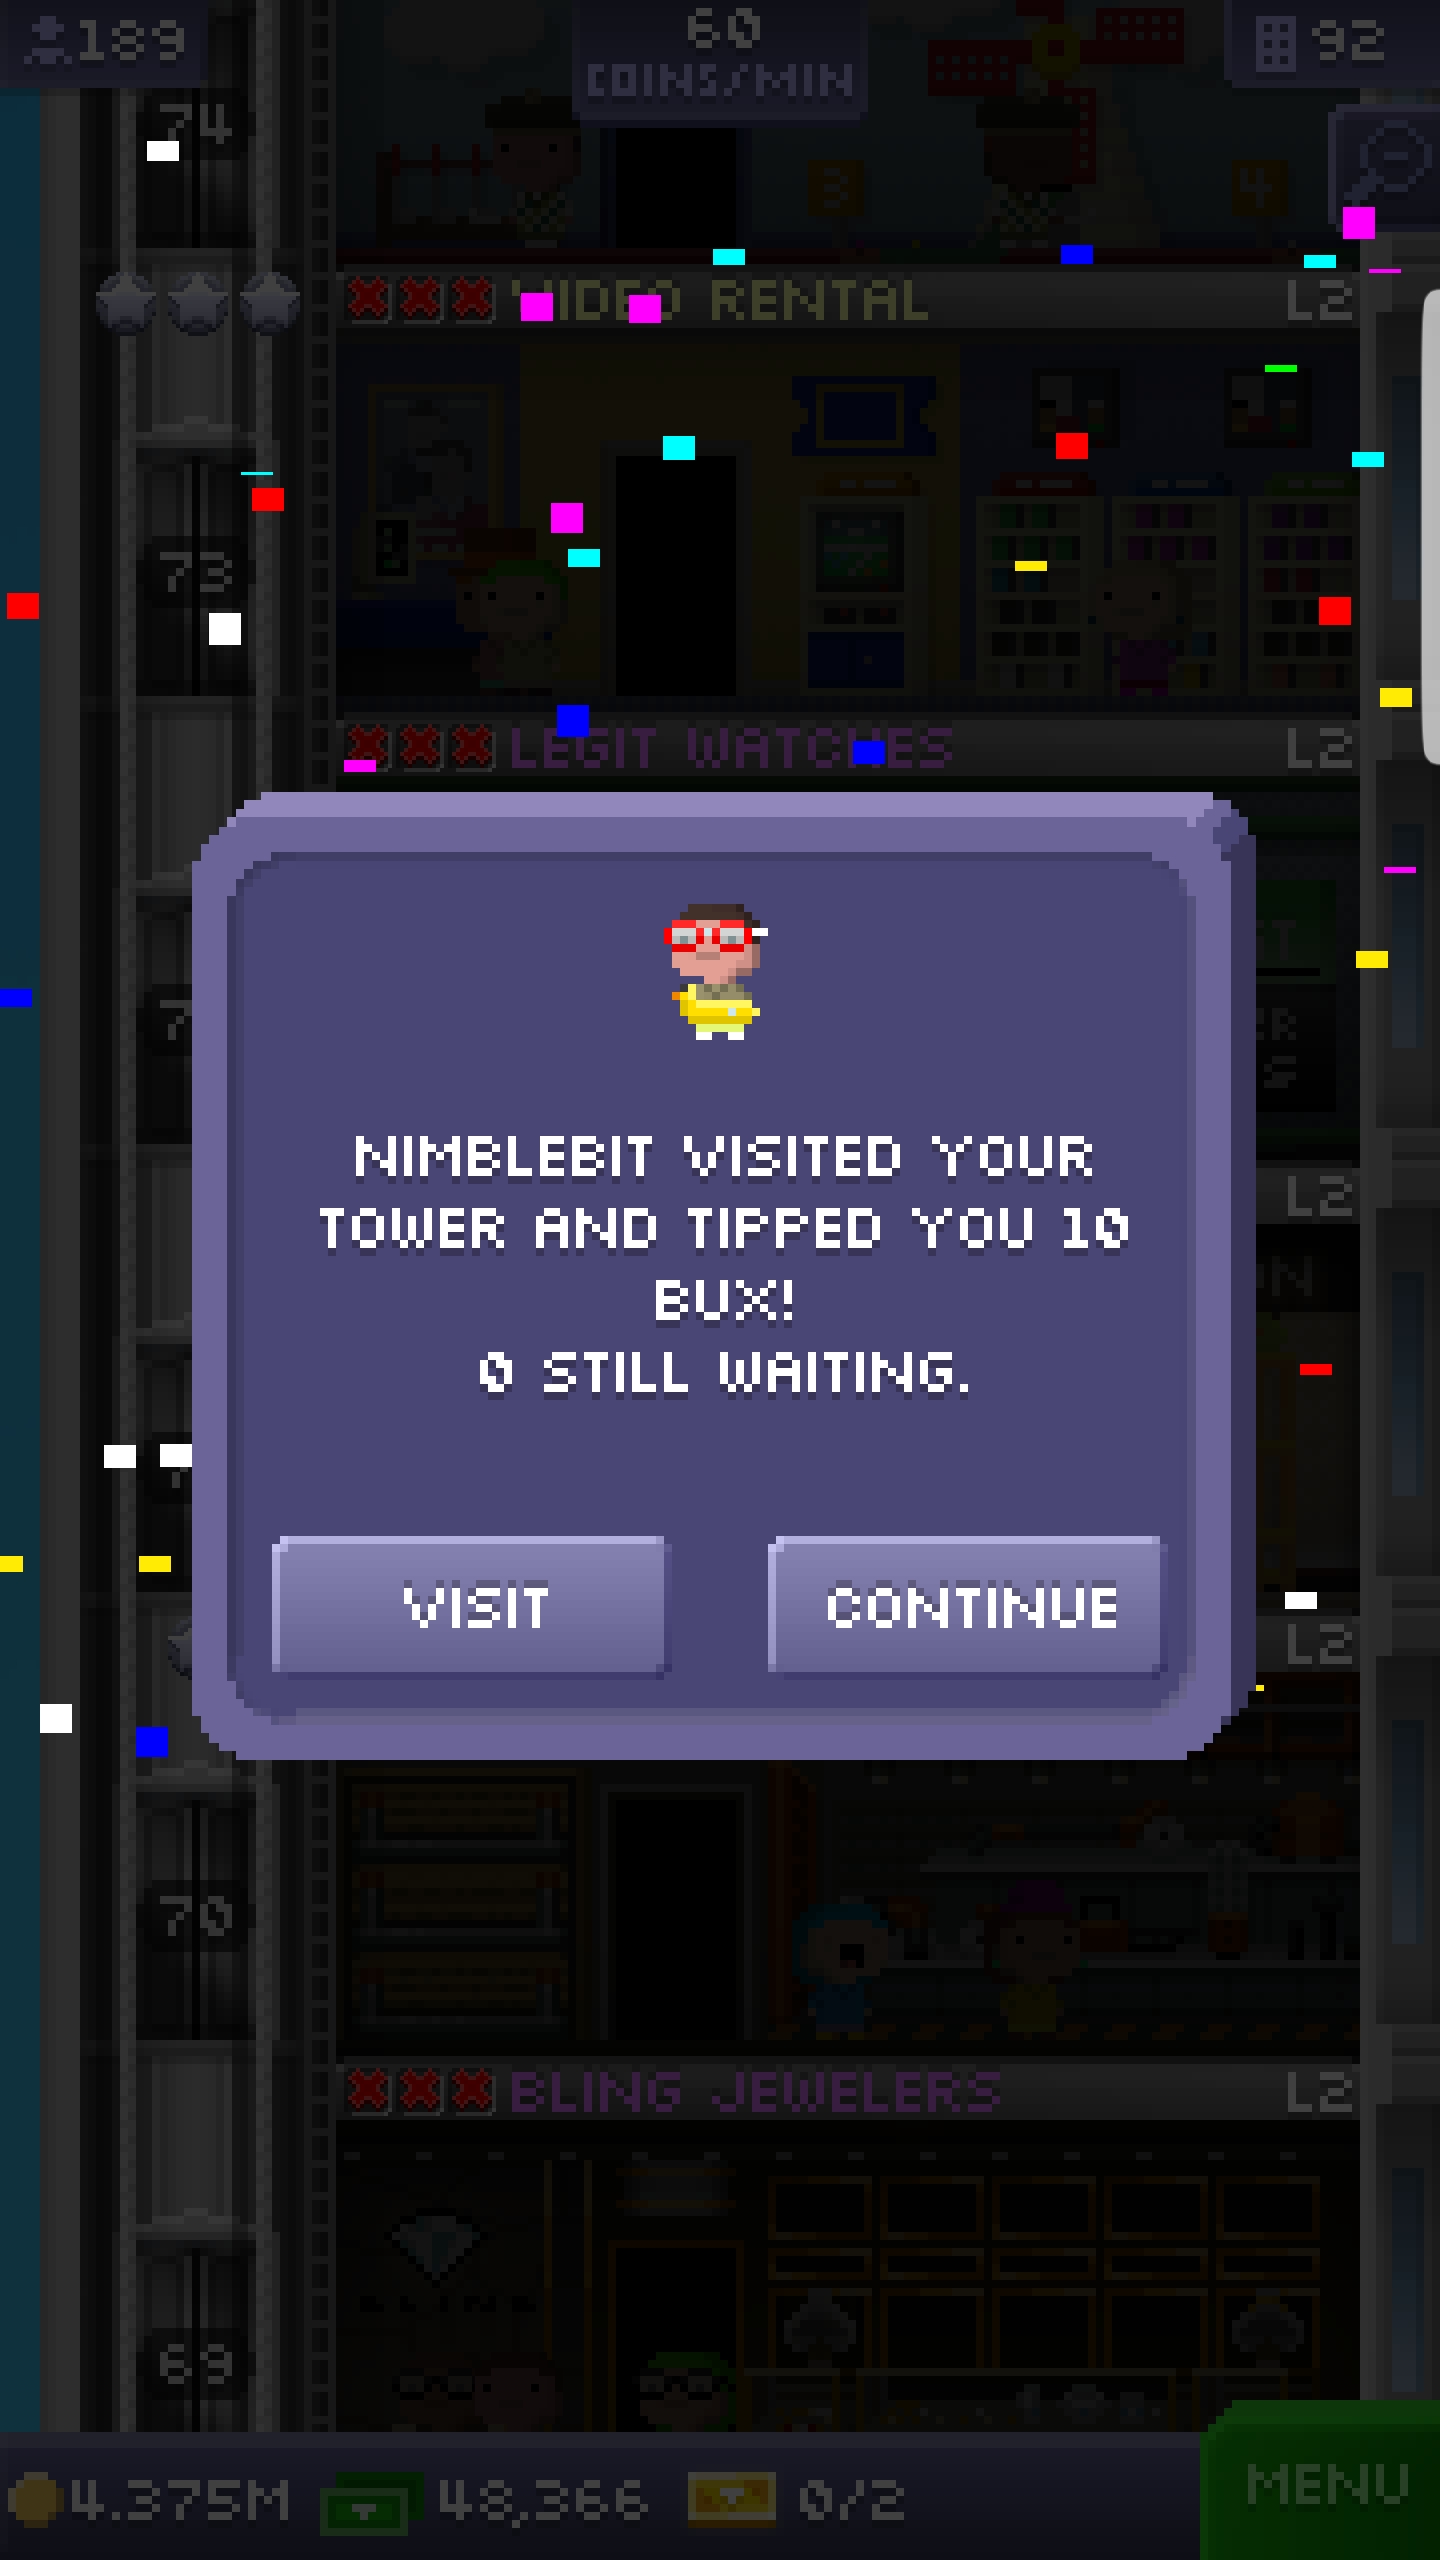 189
60
COINS/MIN
92
74
3
4
VIDEO RENTAL
L2
73
LEGIT WATCHES
L2
NIMBLEBIT VISITED YOUR
TOWER AND TIPPED YOU 10
BUX!
0 STILL WAITING.
L2
VISIT
CONTINUE
L2
70
BLING JEWELERS
L2
69
4.375M
48,366
0/2
MENU